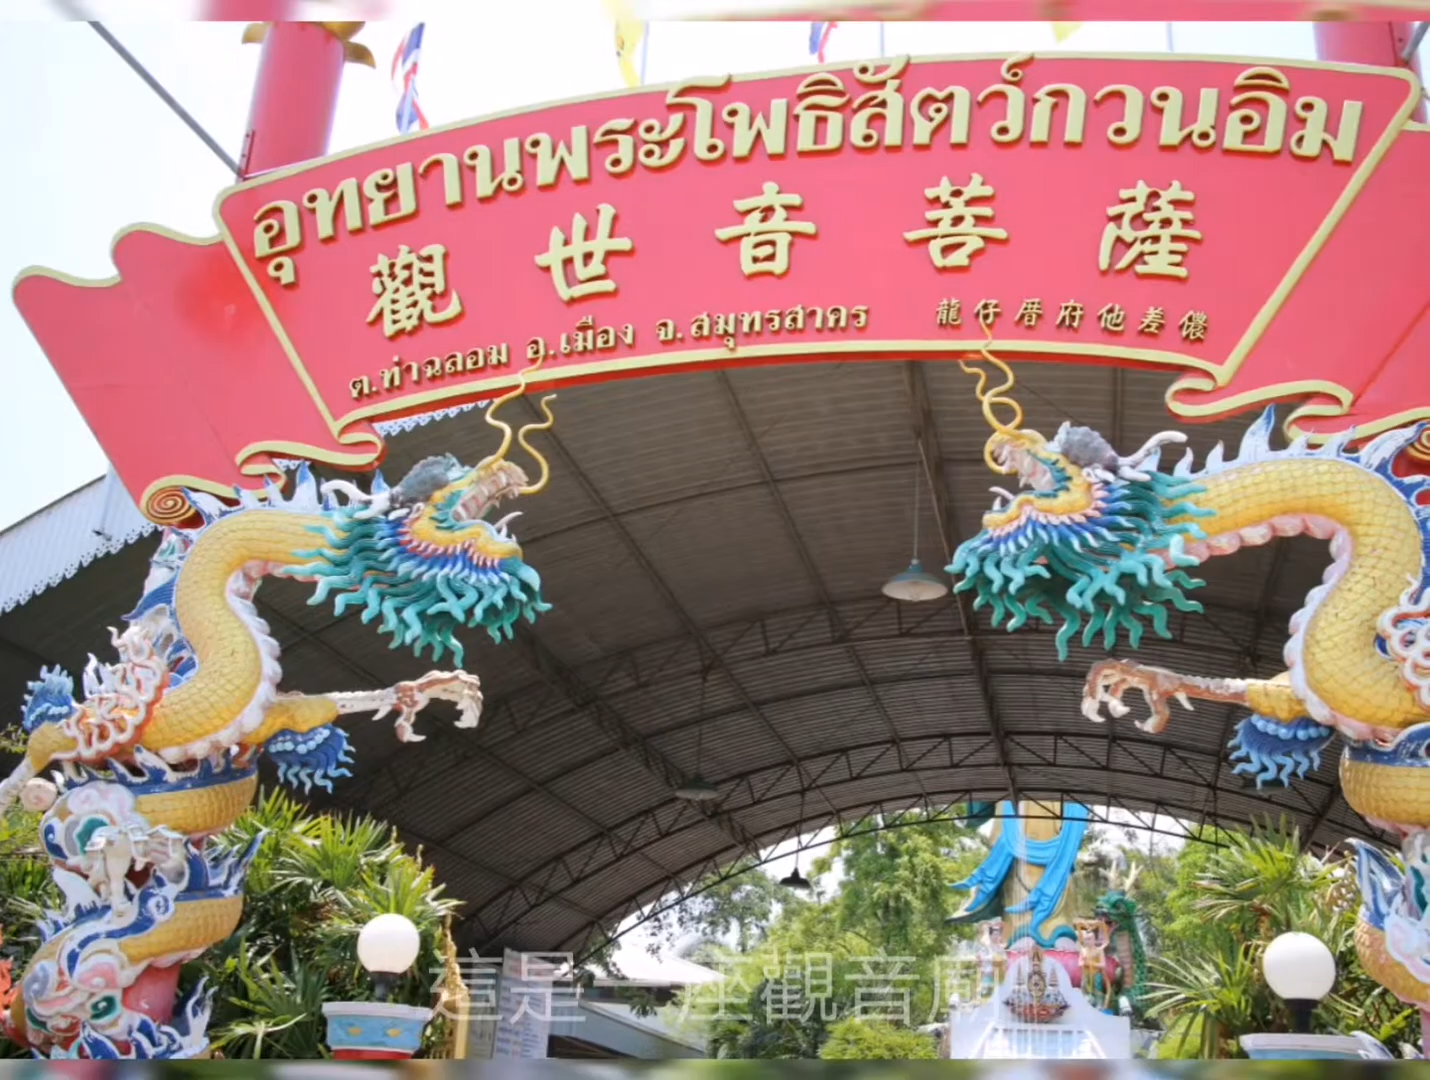 อุทยานพระโพธิสัตว์กวนอิม
觀世音菩薩
ต.ท่าฉลอม อ.เมือง จ.สมุทรสาคร
龍仔厝府他差儂
這是一座觀音廟